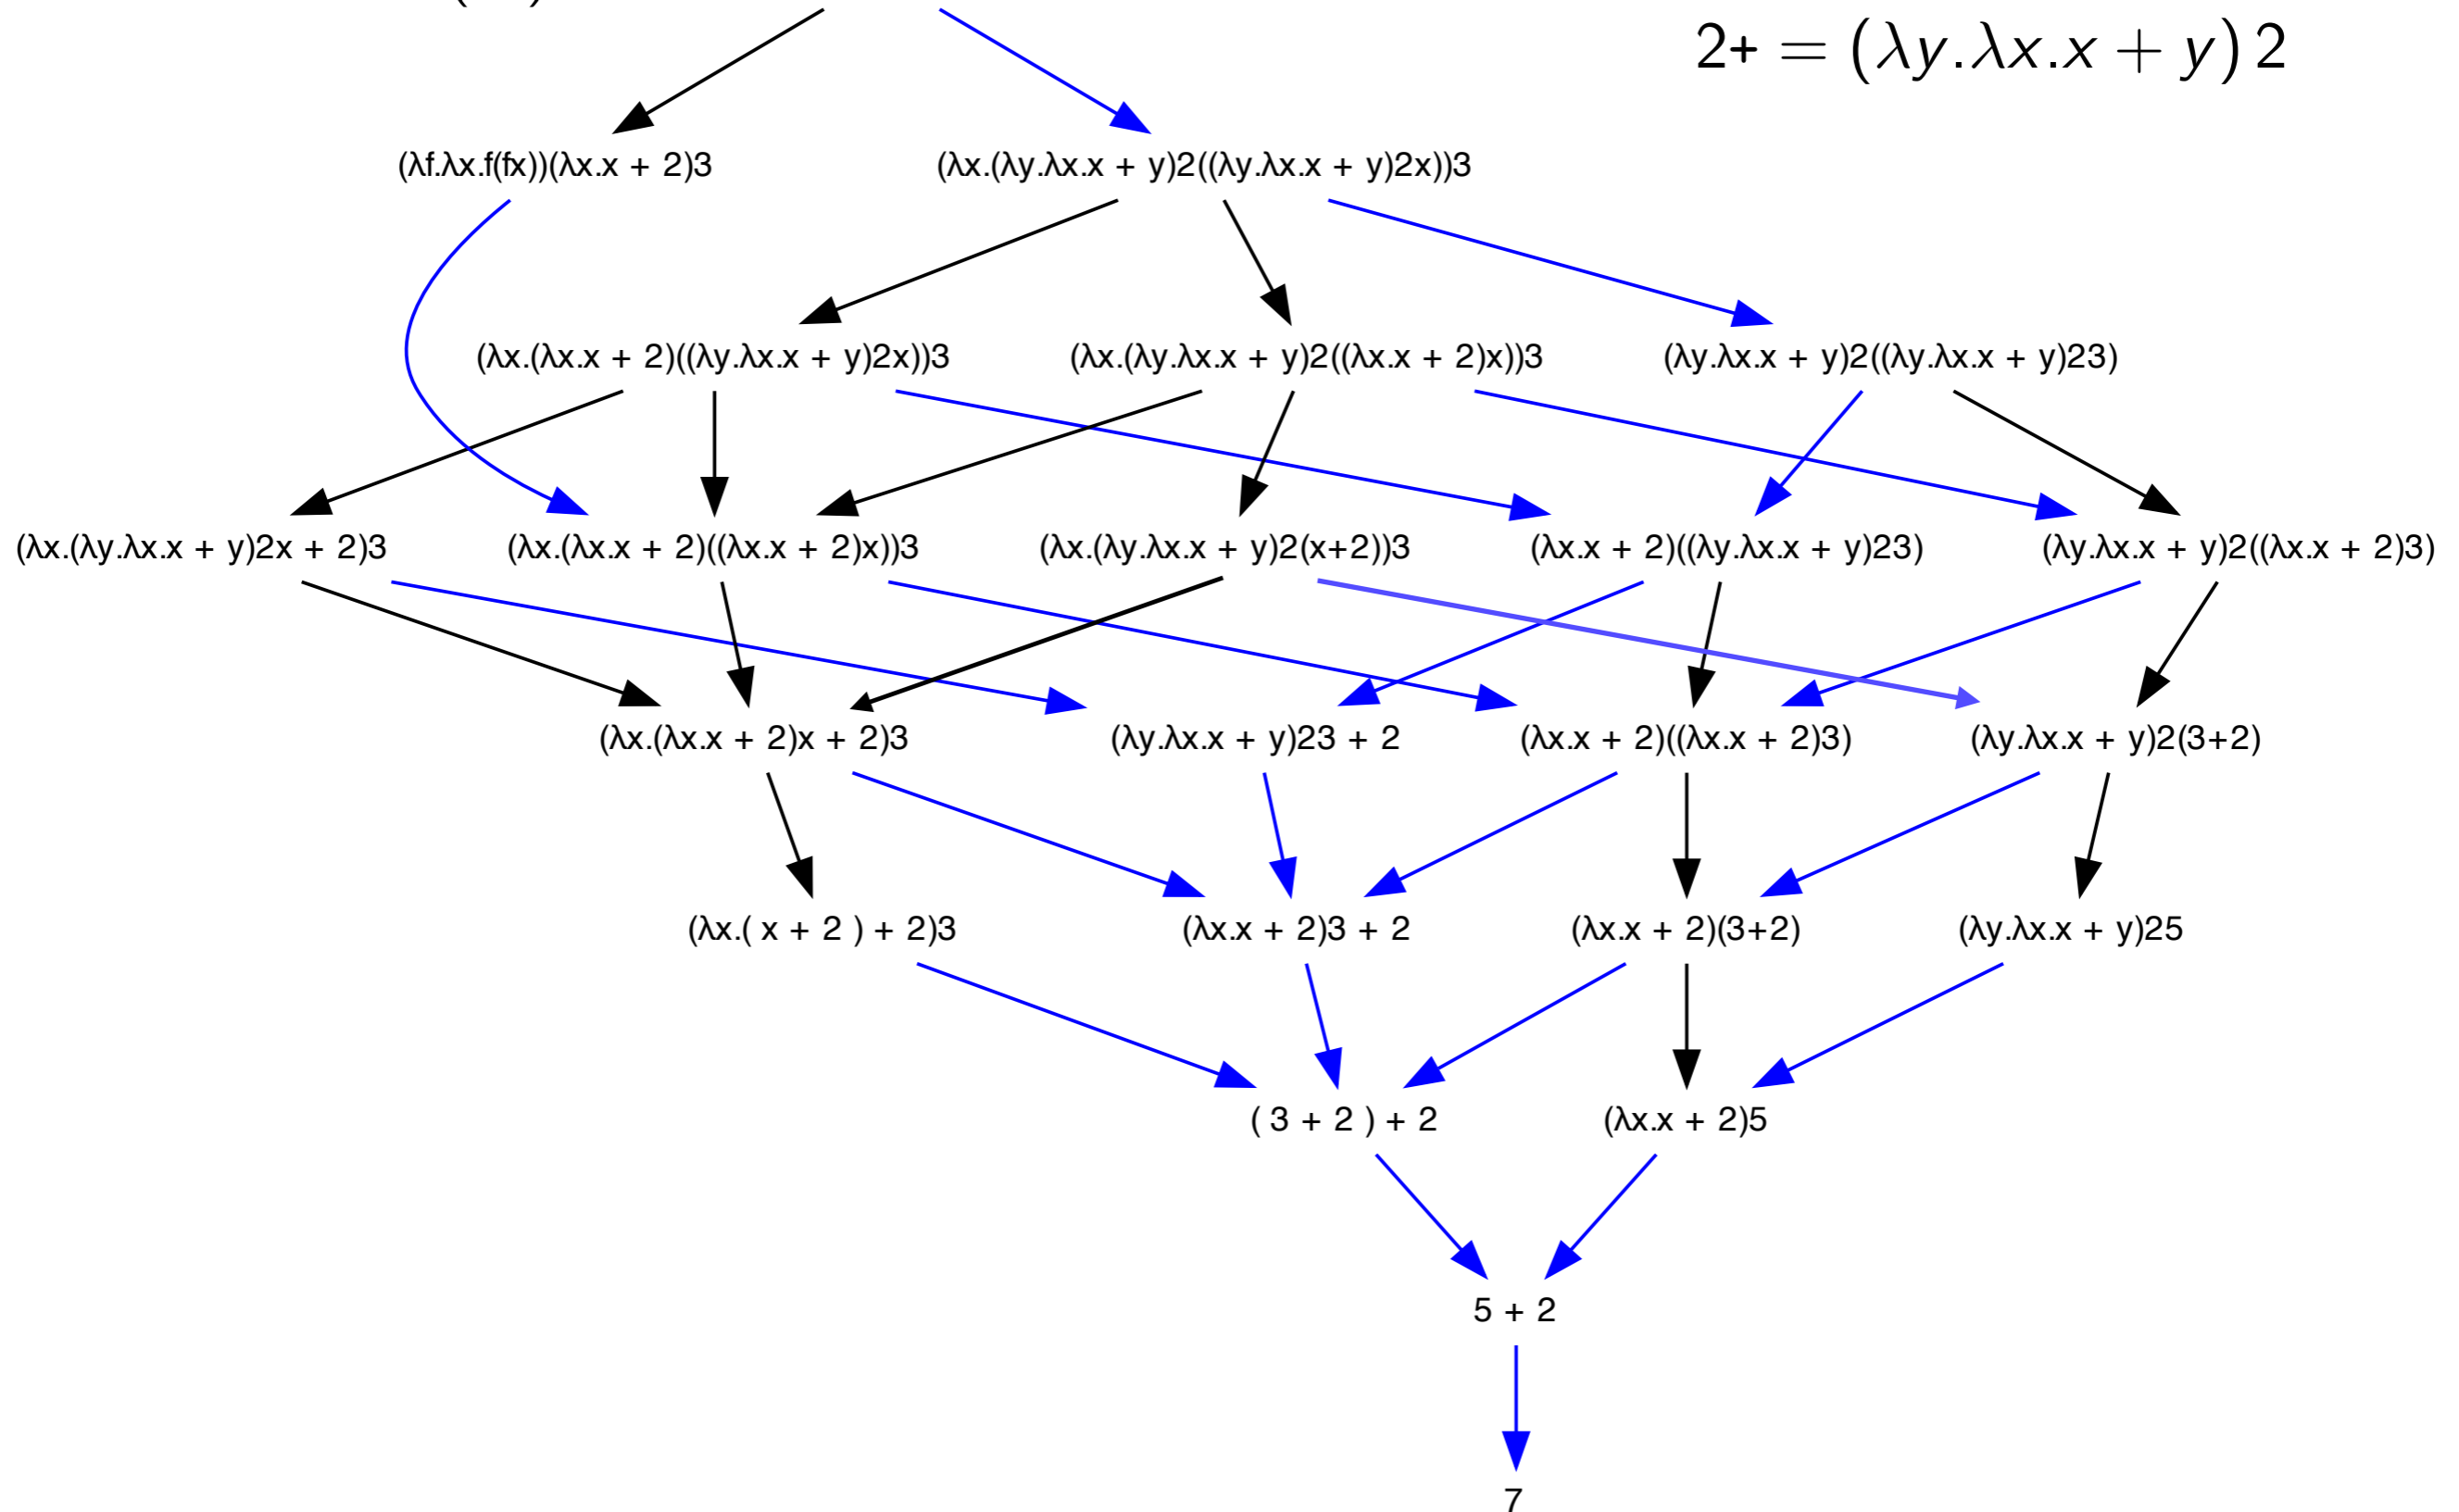 2+ = (λy.λx.x + y) 2
(λf.λx.f(fx))(λx.x + 2)3
(λx.(λy.λx.x + y)2((λy.λx.x + y)2x))3
(λx.(λx.x + 2)((λy.λx.x + y)2x))3
(λx.(λy.λx.x + y)2((λx.x + 2)x))3
(λy.λx.x + y)2((λy.λx.x + y)23)
(λx.(λy.λx.x + y)2x + 2)3
(λx.(λx.x + 2)((λx.x + 2)x))3
(λx.(λy.λx.x + y)2(x+2))3
(λx.x + 2)((λy.λx.x + y)23)
(λy.λx.x + y)2((λx.x + 2)3)
(λx.(λx.x + 2)x + 2)3
(λy.λx.x + y)23 + 2
(λx.x + 2)((λx.x + 2)3)
(λy.λx.x + y)2(3+2)
(λx.( x + 2 ) + 2)3
(λx.x + 2)3 + 2
(λx.x + 2)(3+2)
(λy.λx.x + y)25
( 3 + 2 ) + 2
(λx.x + 2)5
5 + 2
7